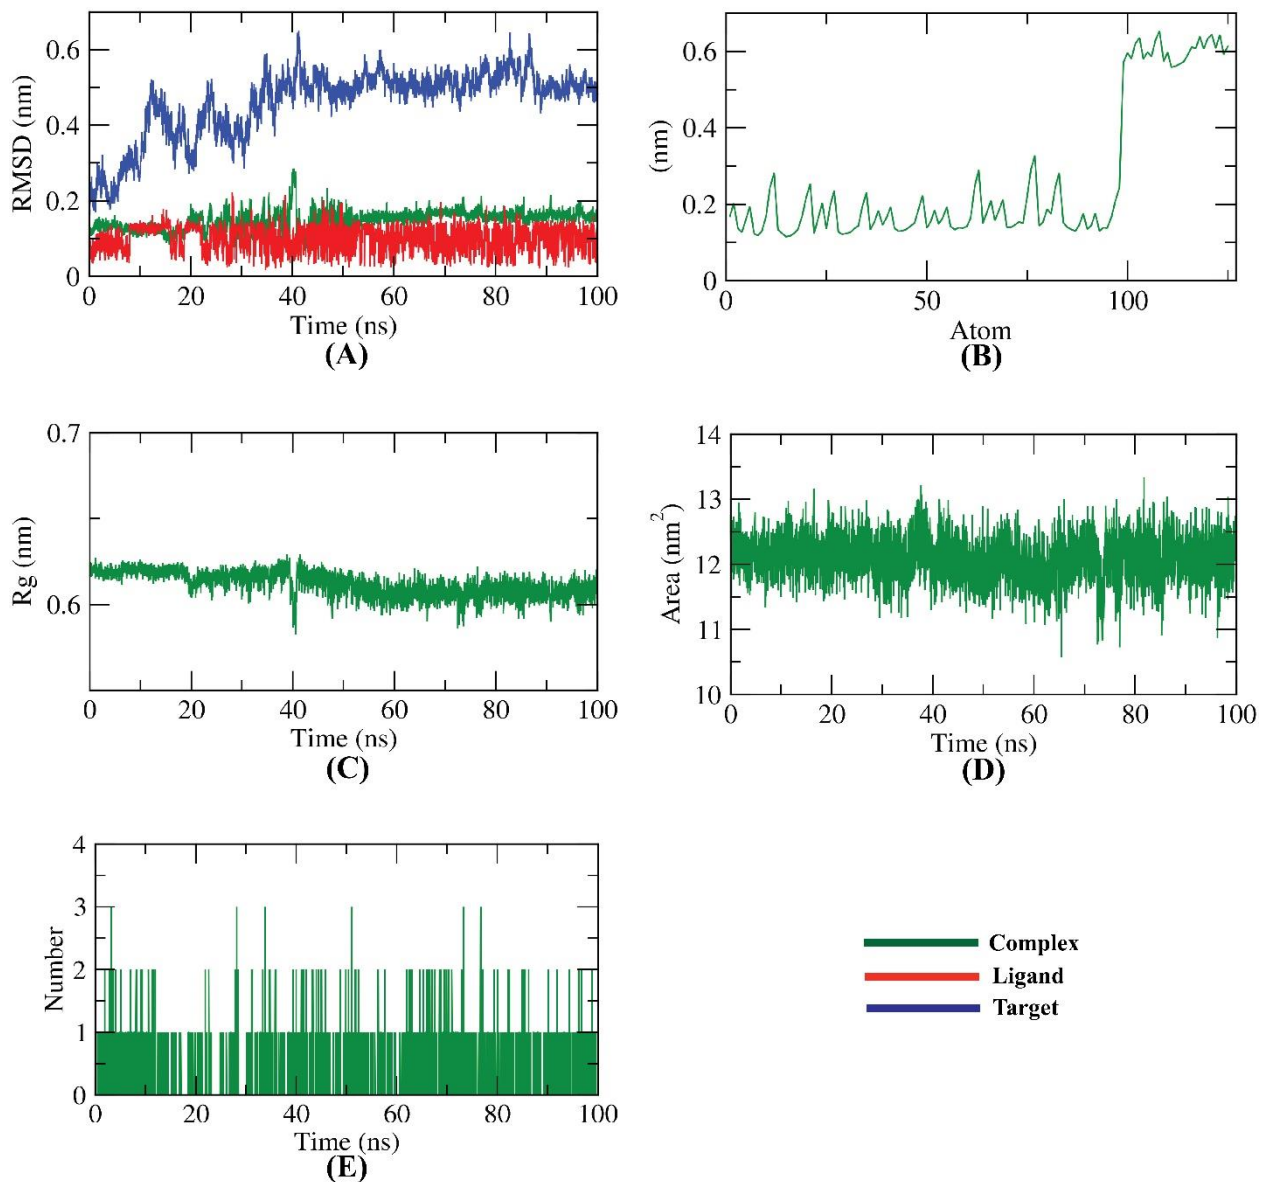 RMSD (nm)
0.6
0.4
0.2
0
0 20 40 60 80 100
Time (ns)
(A)
(nm)
0.6
0.4
0.2
0
0 50 100
Atom
(B)
Rg (nm)
0.7
0.6
0 20 40 60 80 100
Time (ns)
(C)
Area (nm²)
14
13
12
11
10
0 20 40 60 80 100
Time (ns)
(D)
Number
4
3
2
1
0
0 20 40 60 80 100
Time (ns)
(E)
Complex
Ligand
Target